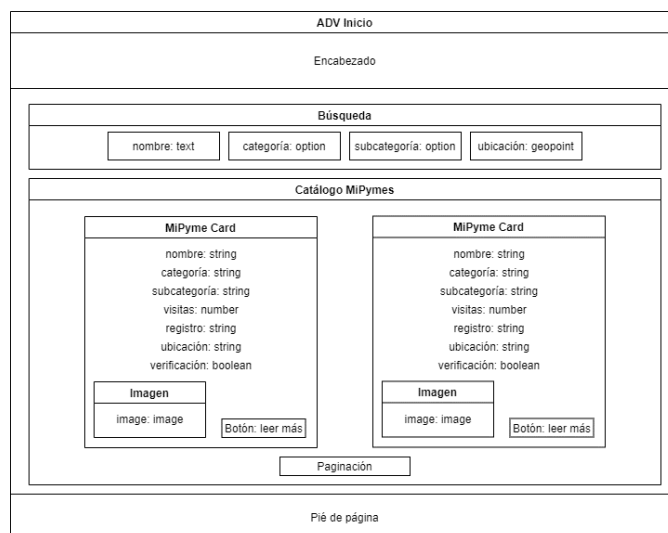 ADV Inicio
Encabezado
Búsqueda
nombre: text
categoría: option
subcategoría: option
ubicación: geopoint
Catálogo MiPymes
MiPyme Card
nombre: string
categoría: string
subcategoría: string
visitas: number
registro: string
ubicación: string
verificación: boolean
Imagen
image: image
Botón: leer más
MiPyme Card
nombre: string
categoría: string
subcategoría: string
visitas: number
registro: string
ubicación: string
verificación: boolean
Imagen
image: image
Botón: leer más
Paginación
Pié de página